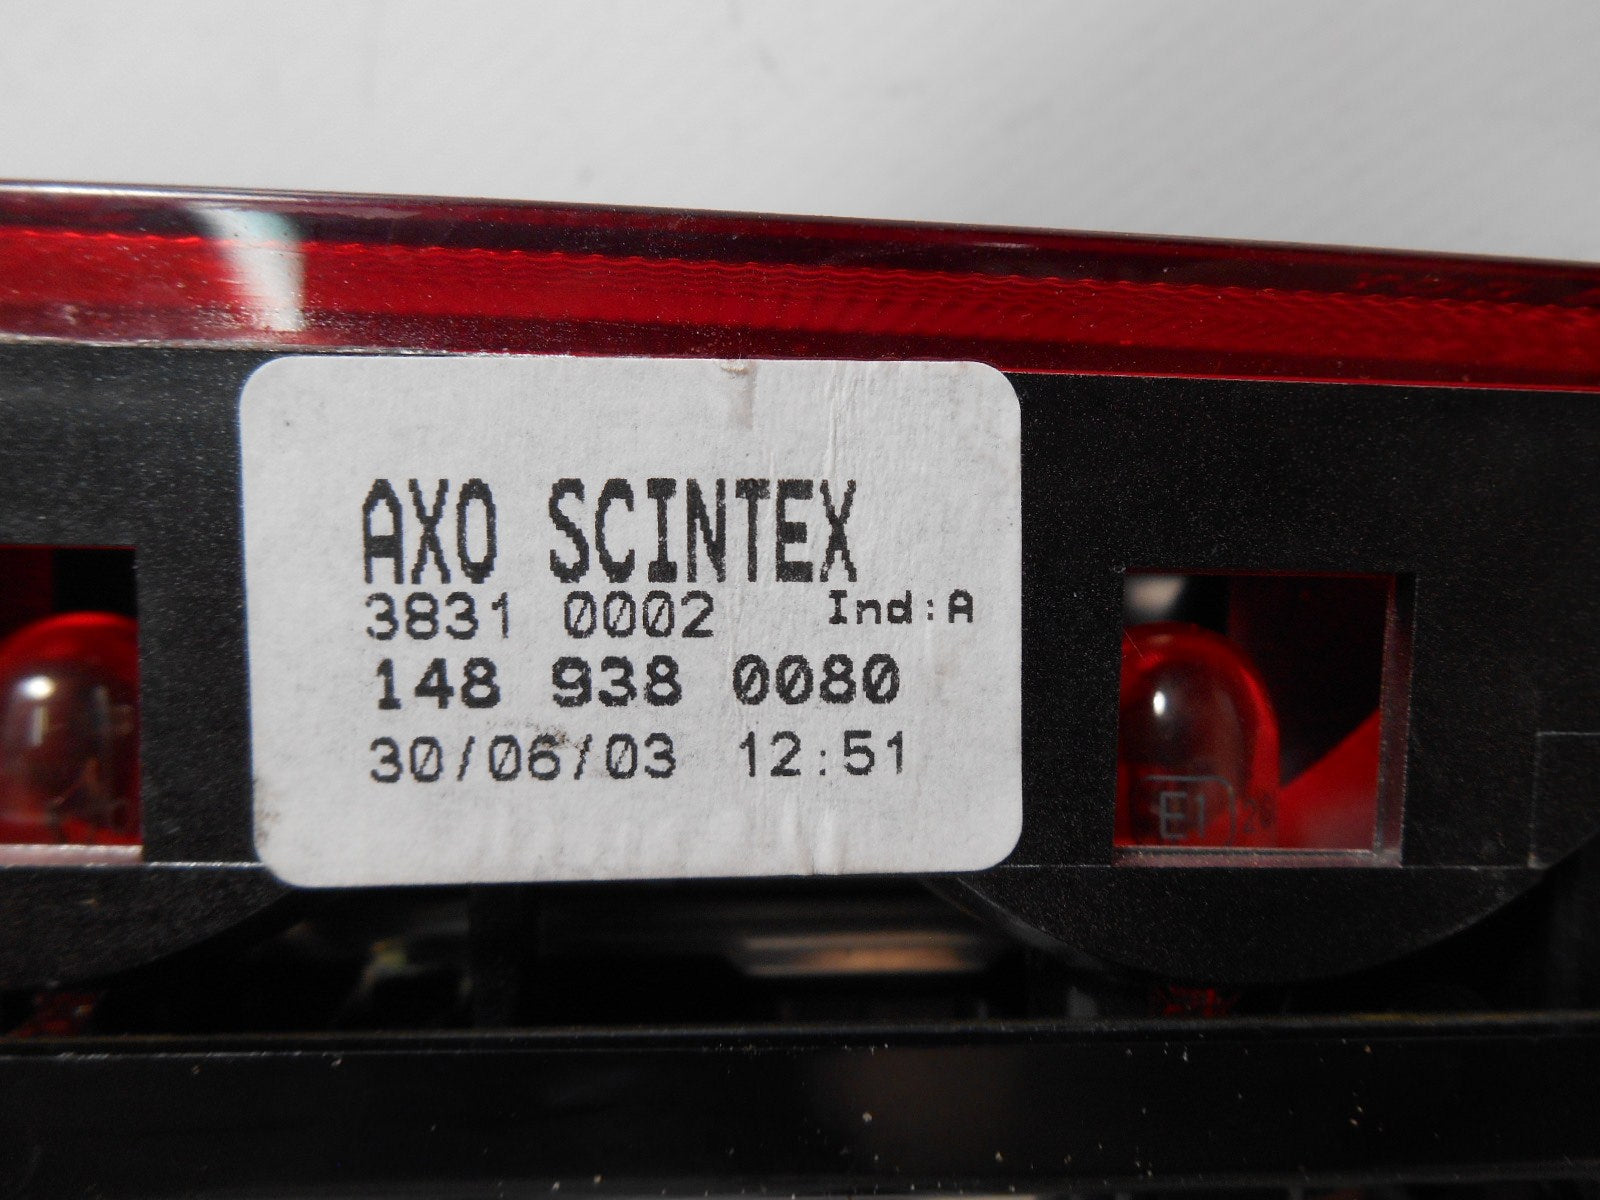 AXO SCINTEX
3831 0002 Ind:A
148 938 0080
30/06/03 12:51
E1